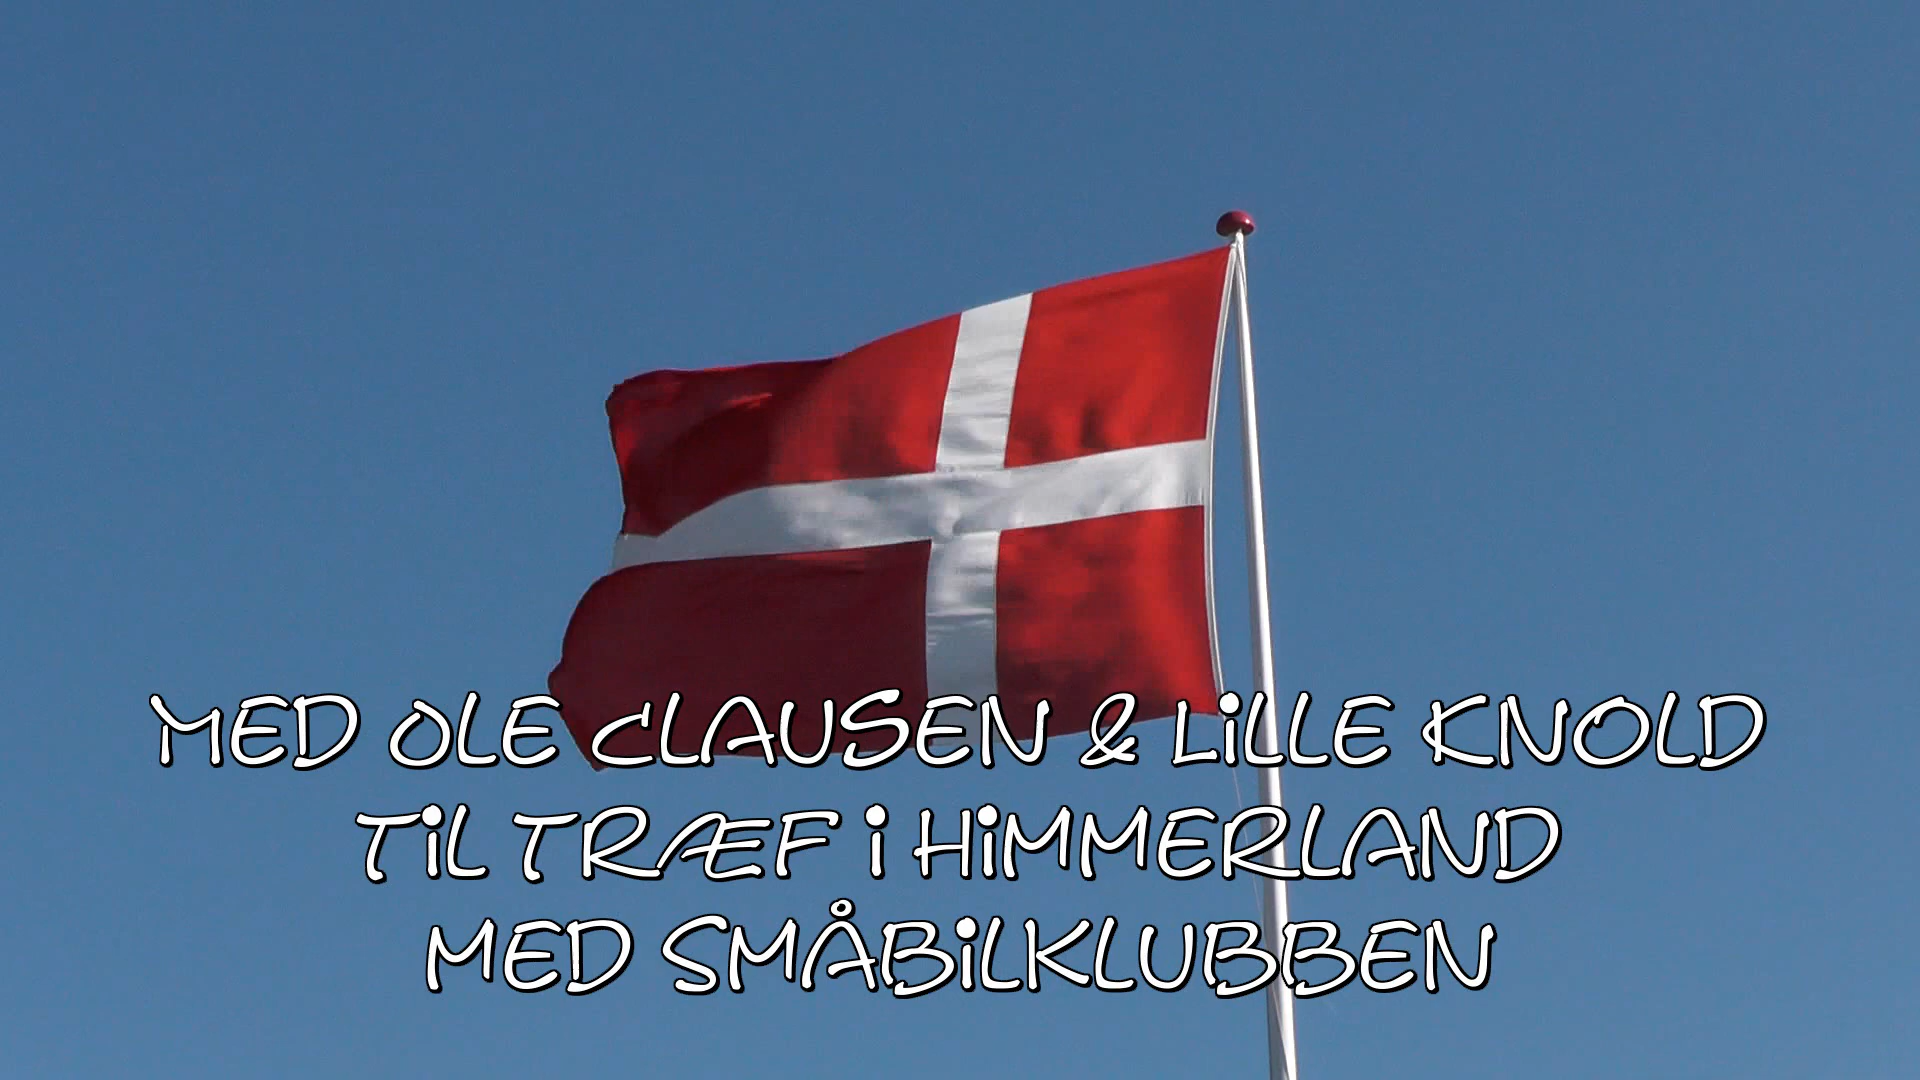 MED OLE CLAUSEN & LiLLE KNOLD
TiL TRÆF i HiMMERLAND
MED SMÅBiLKLUBBEN